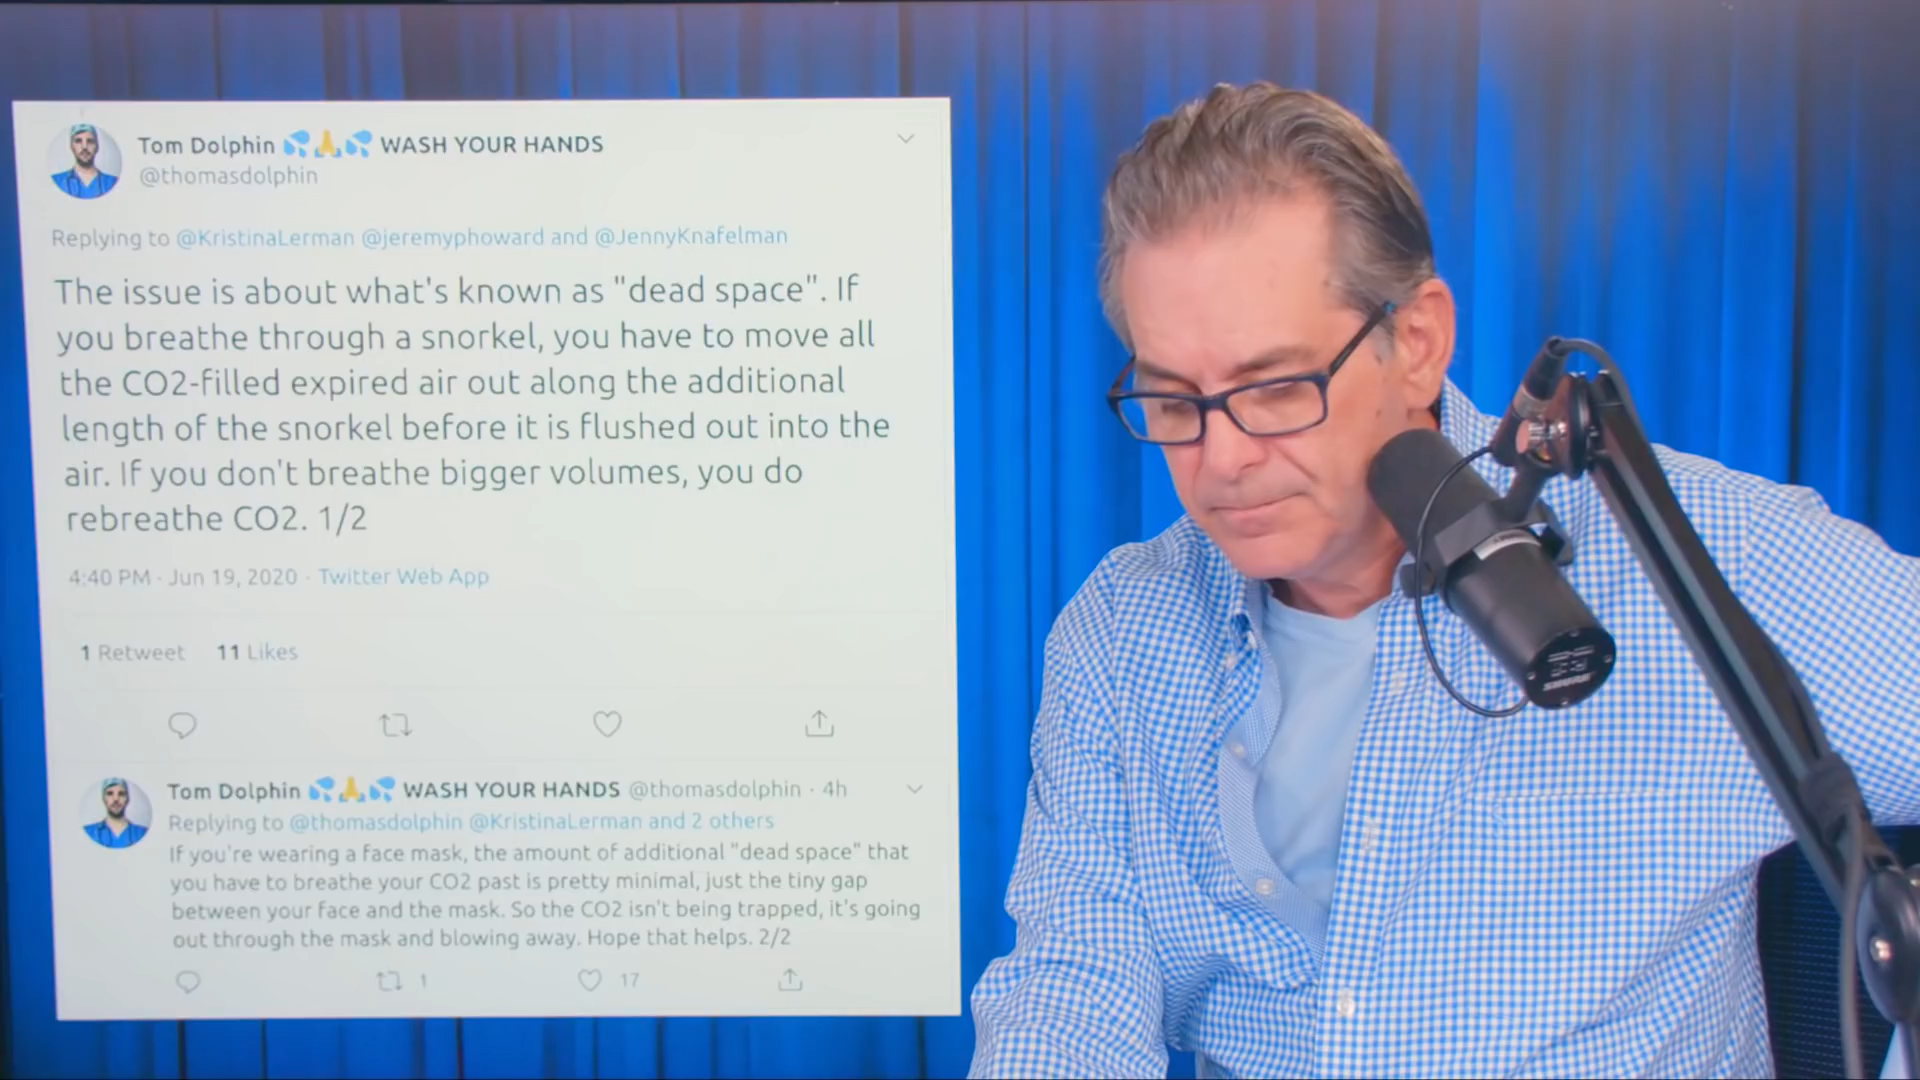 Tom Dolphin 💦🙏💦 WASH YOUR HANDS
@thomasdolphin
Replying to @KristinaLerman @jeremyphoward and @JennyKnafelman
The issue is about what's known as "dead space". If
you breathe through a snorkel, you have to move all
the CO2-filled expired air out along the additional
length of the snorkel before it is flushed out into the
air. If you don't breathe bigger volumes, you do
rebreathe CO2. 1/2
4:40 PM · Jun 19, 2020 · Twitter Web App
1 Retweet 11 Likes
Tom Dolphin 💦🙏💦 WASH YOUR HANDS @thomasdolphin · 4h
Replying to @thomasdolphin @KristinaLerman and 2 others
If you're wearing a face mask, the amount of additional "dead space" that
you have to breathe your CO2 past is pretty minimal, just the tiny gap
between your face and the mask. So the CO2 isn't being trapped, it's going
out through the mask and blowing away. Hope that helps. 2/2
1 17
SHURE